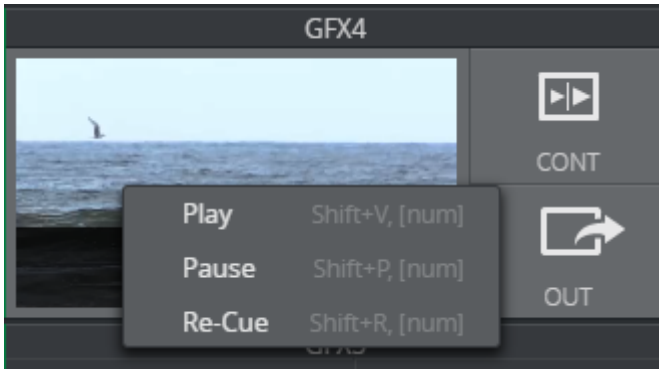 GFX4
CONT
Play Shift+V, [num]
Pause Shift+P, [num]
OUT
Re-Cue Shift+R, [num]